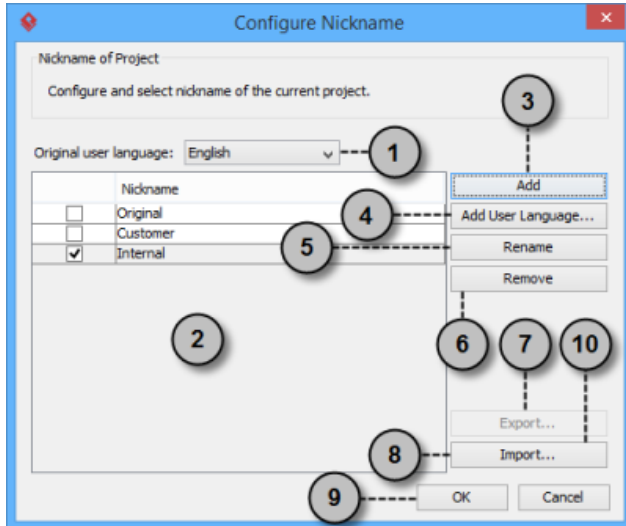 Configure Nickname
Nickname of Project
Configure and select nickname of the current project.
3
Original user language: English
1
Nickname
Add
Original
4
Add User Language...
Customer
5
Rename
Internal
Remove
2
6
7
10
Export...
8
Import...
9
OK
Cancel